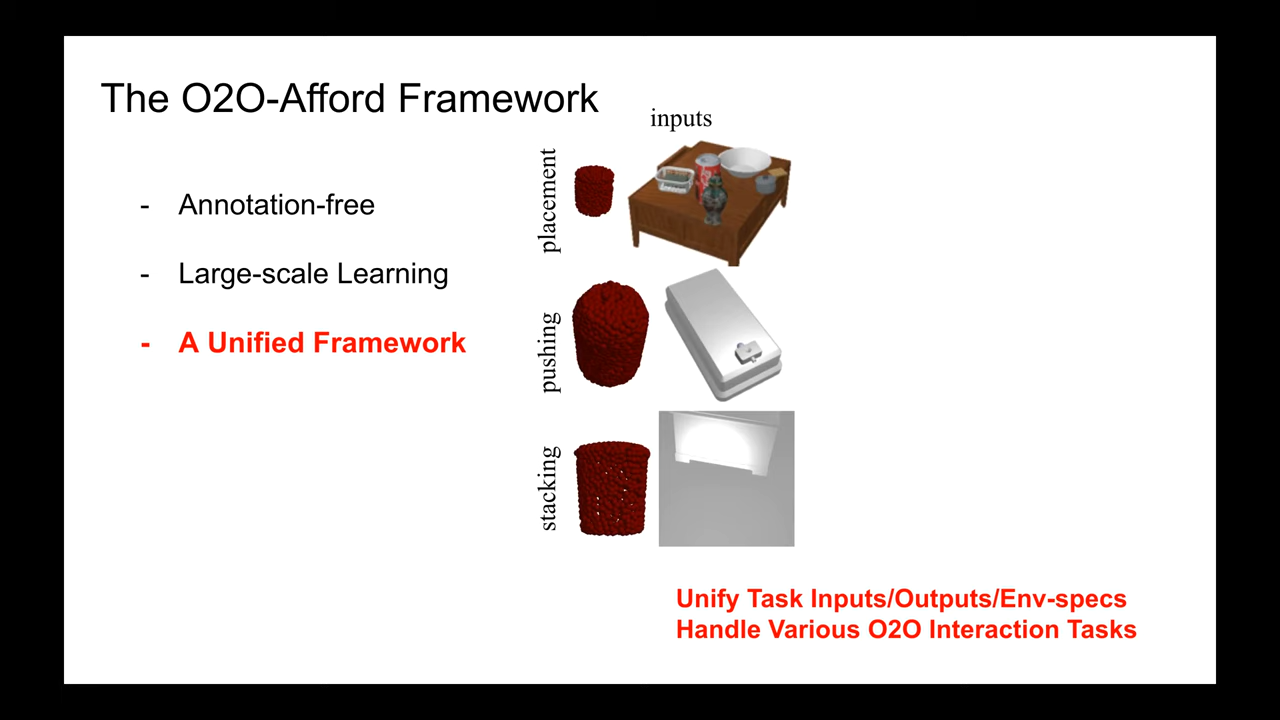 The O2O-Afford Framework
inputs
- Annotation-free
- Large-scale Learning
- A Unified Framework
placement
pushing
stacking
Unify Task Inputs/Outputs/Env-specs
Handle Various O2O Interaction Tasks